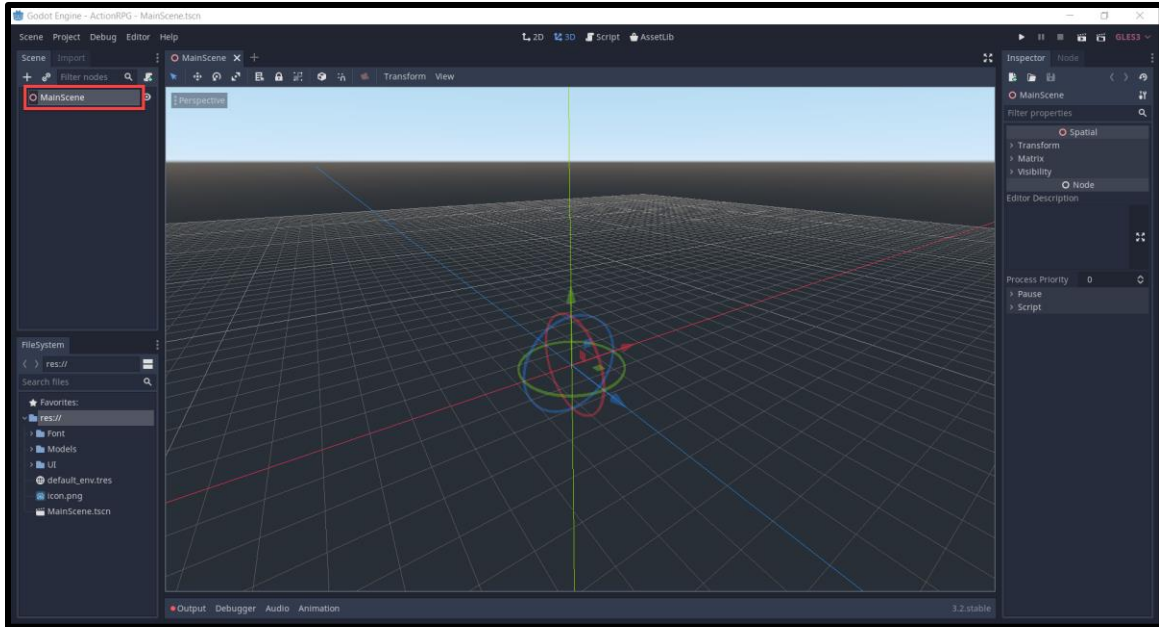 Godot Engine - ActionRPG - MainScene.tscn
Scene Project Debug Editor Help
2D 3D Script AssetLib
GLES3
Scene Import
Filter nodes
MainScene
MainScene
Transform View
Perspective
Inspector Node
MainScene
Filter properties
Spatial
Transform
Matrix
Visibility
Node
Editor Description
Process Priority 0
Pause
Script
FileSystem
res://
Search files
Favorites:
res://
Font
Models
UI
default_env.tres
icon.png
MainScene.tscn
Output Debugger Audio Animation
3.2.stable